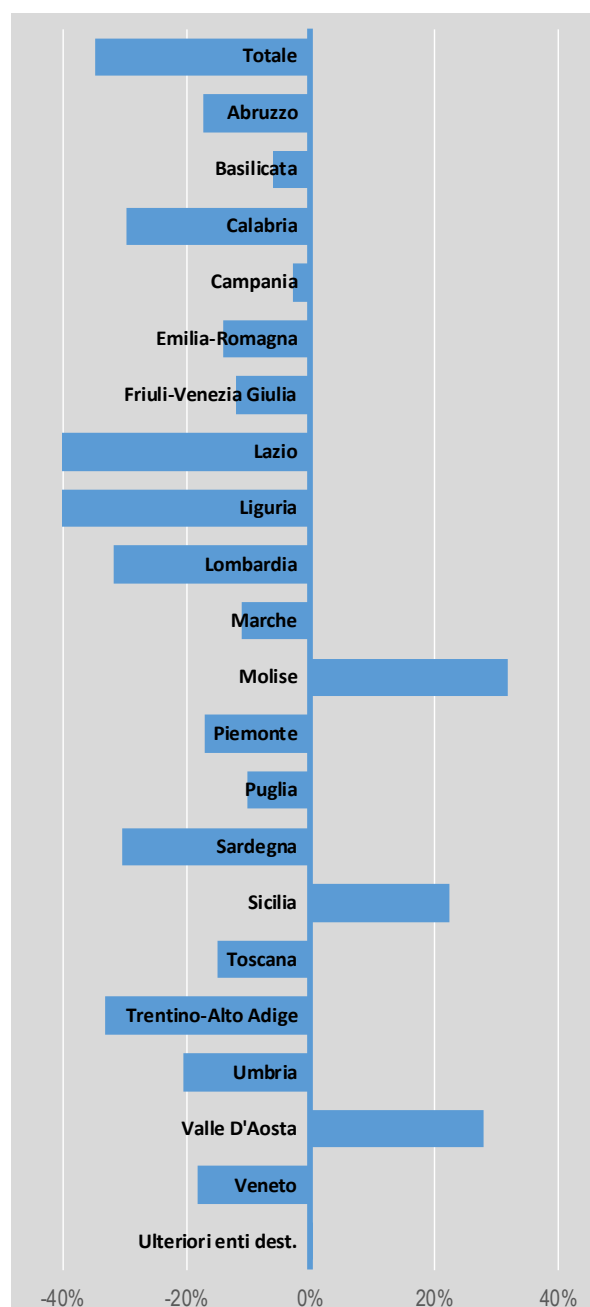 Totale
Abruzzo
Basilicata
Calabria
Campania
Emilia-Romagna
Friuli-Venezia Giulia
Lazio
Liguria
Lombardia
Marche
Molise
Piemonte
Puglia
Sardegna
Sicilia
Toscana
Trentino-Alto Adige
Umbria
Valle D'Aosta
Veneto
Ulteriori enti dest.
-40% -20% 0% 20% 40%